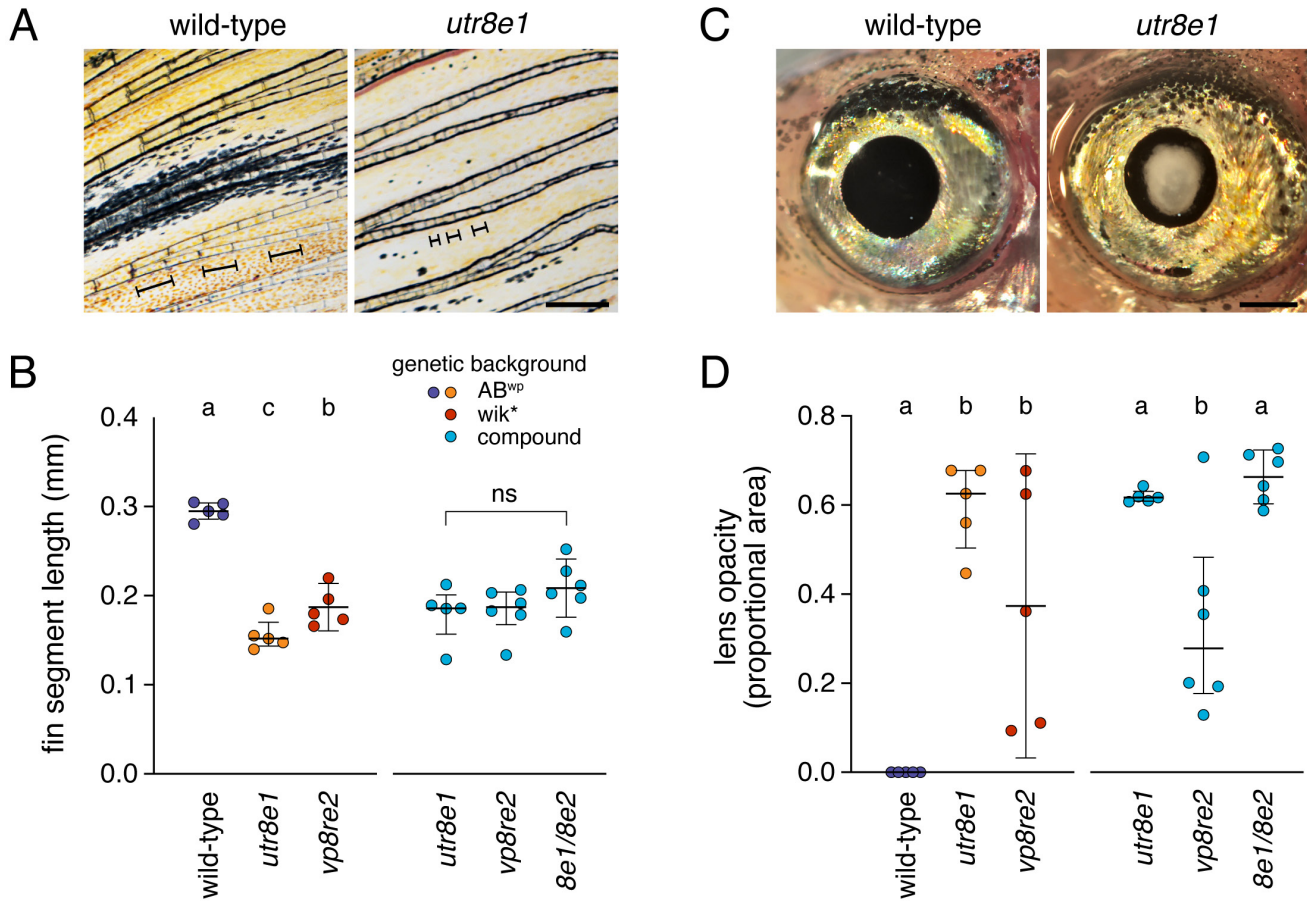 A
wild-type
utr8e1
C
wild-type
utr8e1
B
genetic background
ABwp
wik*
compound
a
c
b
ns
fin segment length (mm)
0.4
0.3
0.2
0.1
0.0
wild-type
utr8e1
vp8re2
utr8e1
vp8re2
8e1/8e2
D
a
b
b
a
b
a
lens opacity
(proportional area)
0.8
0.6
0.4
0.2
0.0
wild-type
utr8e1
vp8re2
utr8e1
vp8re2
8e1/8e2